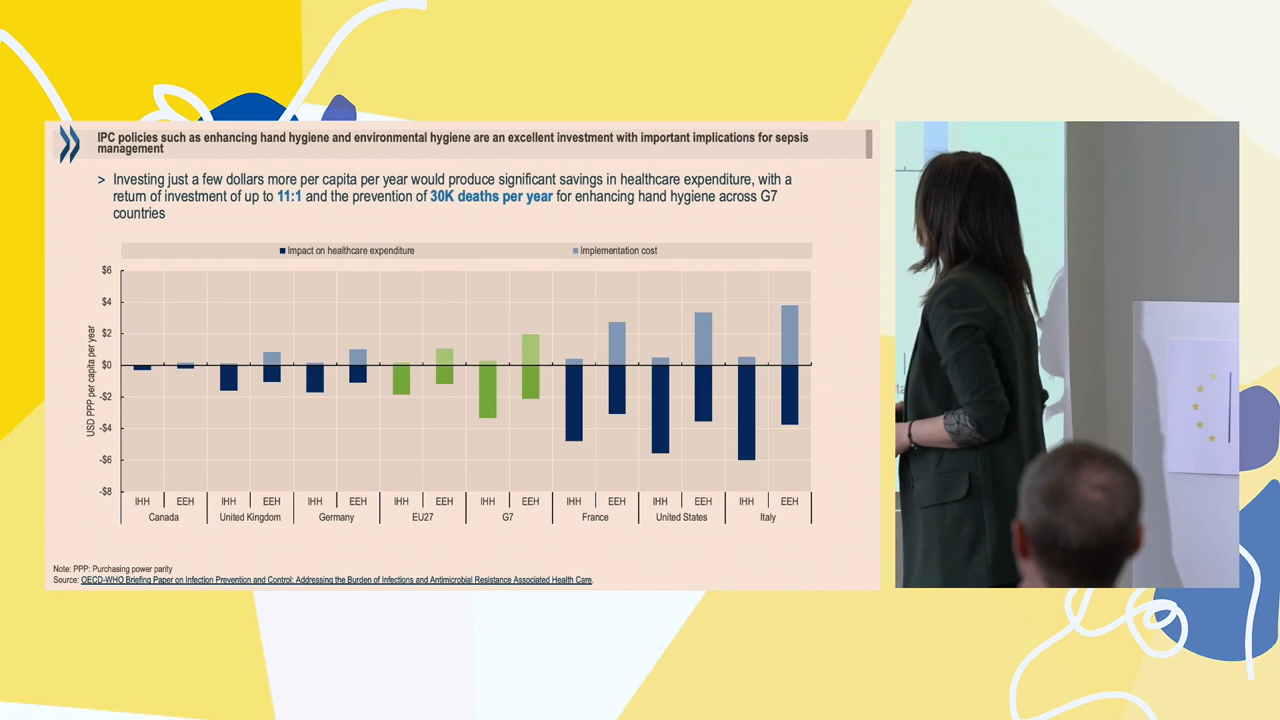 IPC policies such as enhancing hand hygiene and environmental hygiene are an excellent investment with important implications for sepsis
management
> Investing just a few dollars more per capita per year would produce significant savings in healthcare expenditure, with a
return of investment of up to 11:1 and the prevention of 30K deaths per year for enhancing hand hygiene across G7
countries
Impact on healthcare expenditure Implementation cost
USD PPP per capita per year
$6
$4
$2
$0
-$2
-$4
-$6
-$8
IHH EEH IHH EEH IHH EEH IHH EEH IHH EEH IHH EEH IHH EEH IHH EEH
Canada United Kingdom Germany EU27 G7 France United States Italy
Note: PPP: Purchasing power parity
Source: OECD-WHO Briefing Paper on Infection Prevention and Control: Addressing the Burden of Infections and Antimicrobial Resistance Associated Health Care.